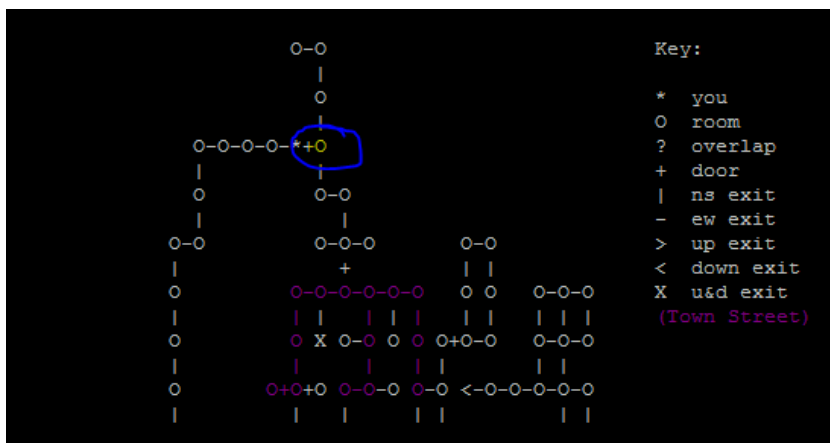 O-O Key:
|
O * you
| O room
O-O-O-O-*+O ? overlap
| | + door
O O-O | ns exit
| | - ew exit
O-O O-O-O O-O > up exit
| + | | < down exit
O O-O-O-O-O-O O O O-O-O X u&d exit
| | | | | | | | | | | (Town Street)
O O X O-O O O O+O-O O-O-O
| | | | | | |
O O+O+O O-O-O O-O <-O-O-O-O-O
| | | | | | |